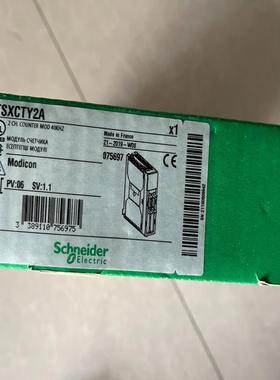 TSXCTY2A
2 CH. COUNTER MOD 40KHZ
x1
МОДУЛЬ СЧЕТЧИКА
Made in France
21-2019-W08
075697
CE
Modicon
PV:06 SV:1.1
Schneider
Electric
3 389110 756975